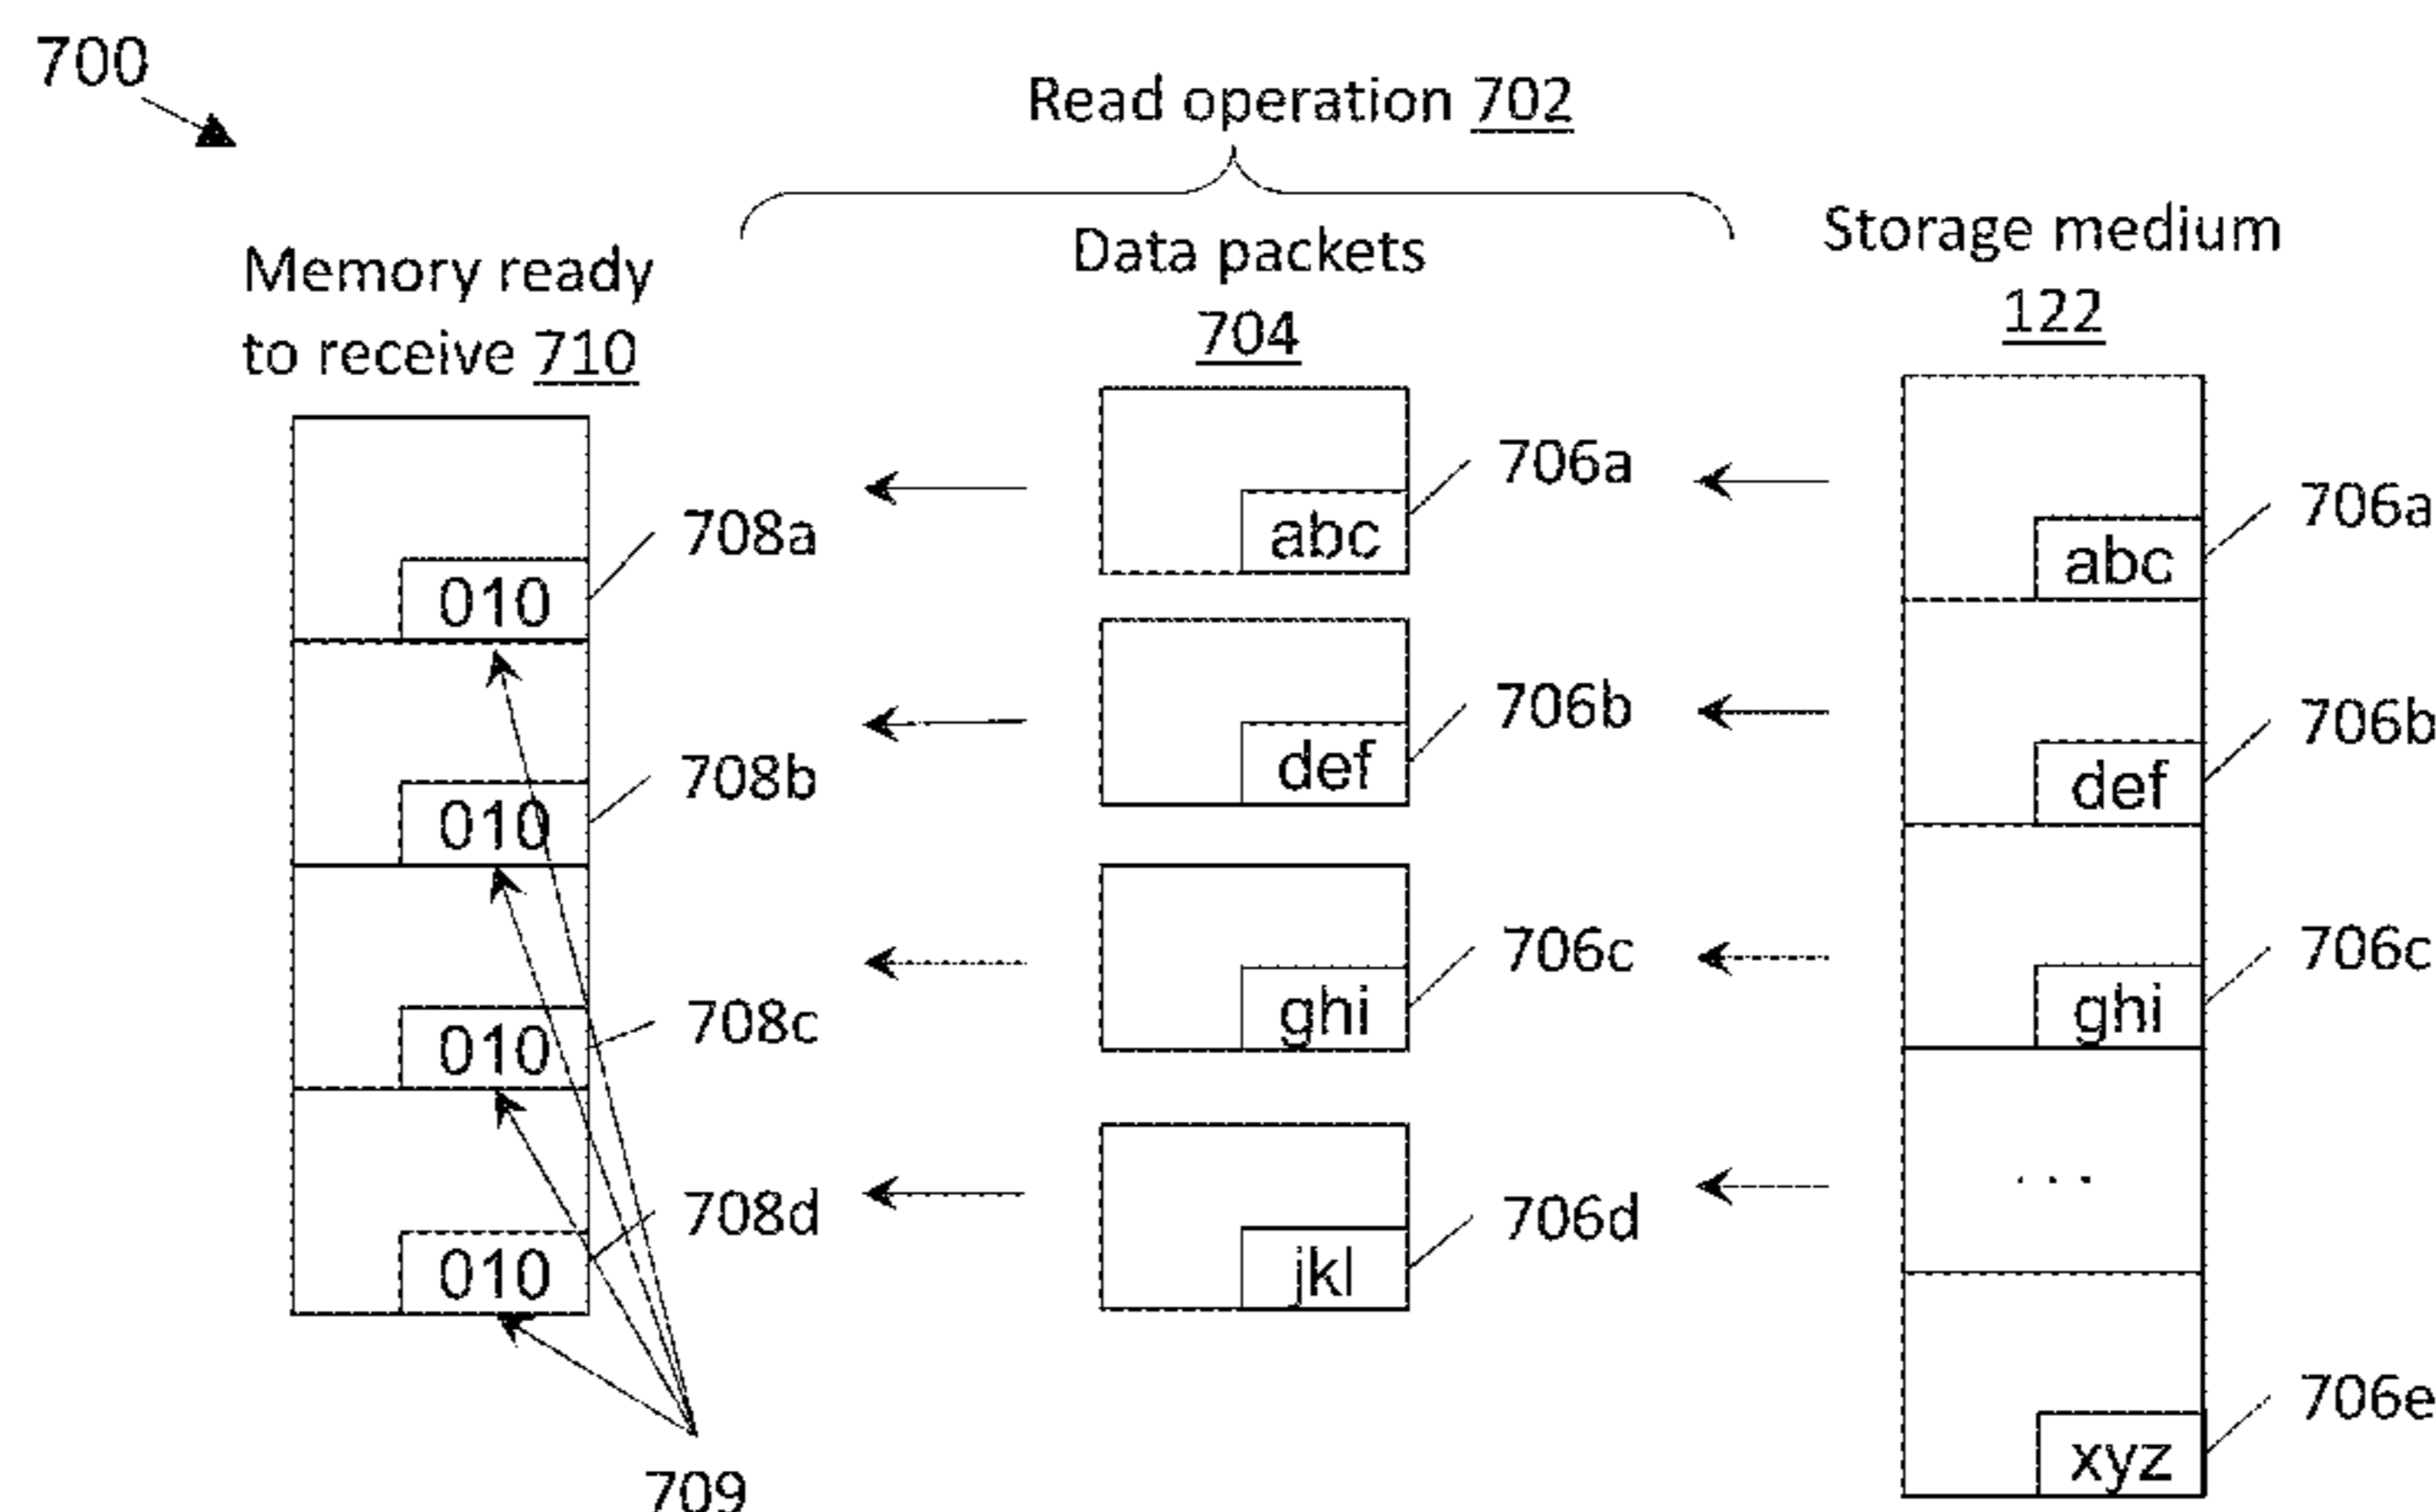 700
Read operation 702
Memory ready
to receive 710
Data packets
704
Storage medium
122
010
708a
010
708b
010
708c
010
708d
709
abc
706a
def
706b
ghi
706c
jkl
706d
abc
706a
def
706b
ghi
706c
. . .
xyz
706e